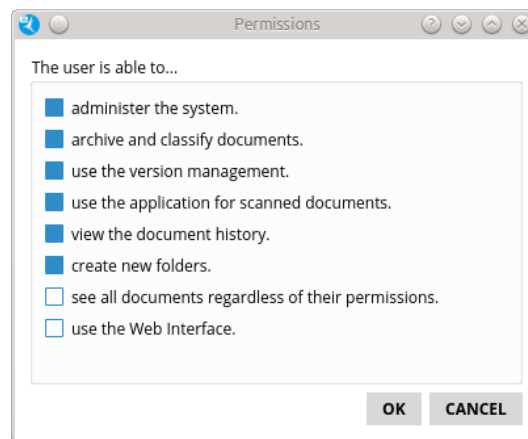 Permissions
The user is able to...
administer the system.
archive and classify documents.
use the version management.
use the application for scanned documents.
view the document history.
create new folders.
see all documents regardless of their permissions.
use the Web Interface.
OK CANCEL